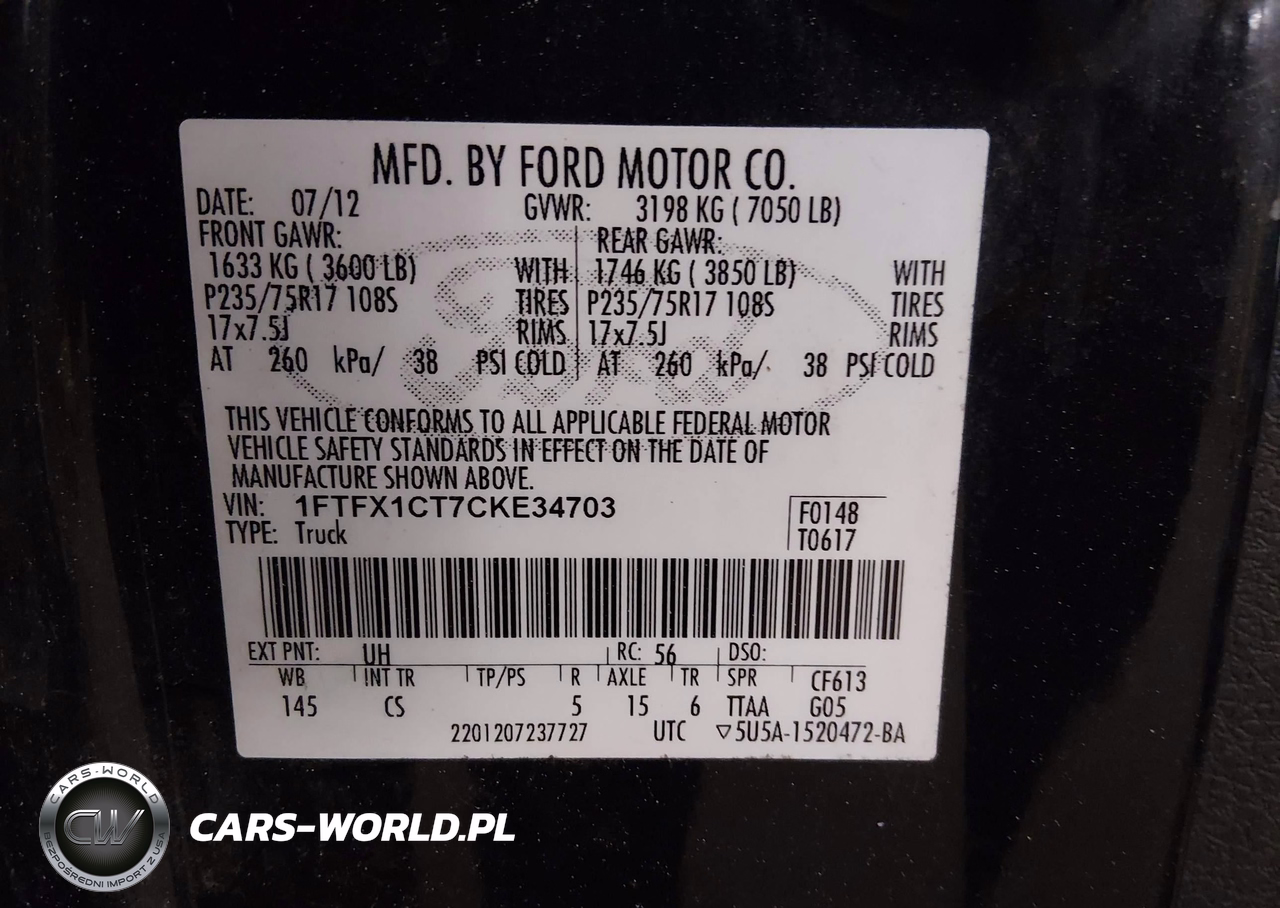 MFD. BY FORD MOTOR CO.
DATE: 07/12 GVWR: 3198 KG ( 7050 LB)
FRONT GAWR: REAR GAWR:
1633 KG ( 3600 LB) WITH 1746 KG ( 3850 LB) WITH
P235/75R17 108S TIRES P235/75R17 108S TIRES
17x7.5J RIMS 17x7.5J RIMS
AT 260 kPa/ 38 PSI COLD AT 260 kPa/ 38 PSI COLD
THIS VEHICLE CONFORMS TO ALL APPLICABLE FEDERAL MOTOR
VEHICLE SAFETY STANDARDS IN EFFECT ON THE DATE OF
MANUFACTURE SHOWN ABOVE.
VIN: 1FTFX1CT7CKE34703 F0148
TYPE: Truck T0617
EXT PNT: UH RC: 56 DSO:
WB INT TR TP/PS R AXLE TR SPR CF613
145 CS 5 15 6 TTAA G05
2201207237727 UTC ▽5U5A-1520472-BA
CARS-WORLD
CW
BEZPOŚREDNI IMPORT Z USA
CARS-WORLD.PL